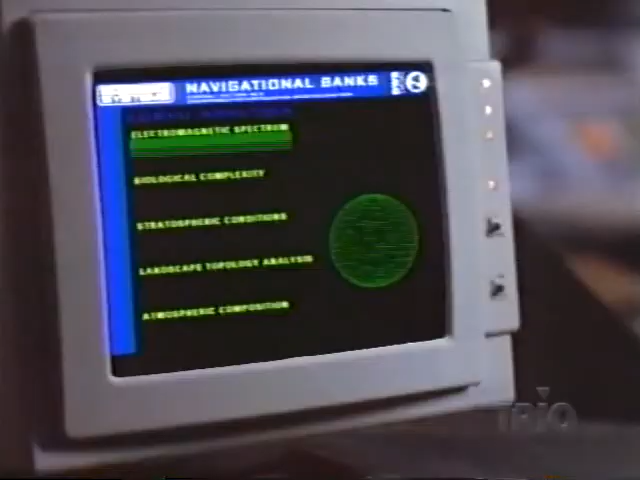 NAVIGATIONAL BANKS
ELECTROMAGNETIC SPECTRUM
BIOLOGICAL COMPLEXITY
STRATOSPHERIC CONDITIONS
LANDSCAPE TOPOLOGY ANALYSIS
ATMOSPHERIC COMPOSITION
TRIO